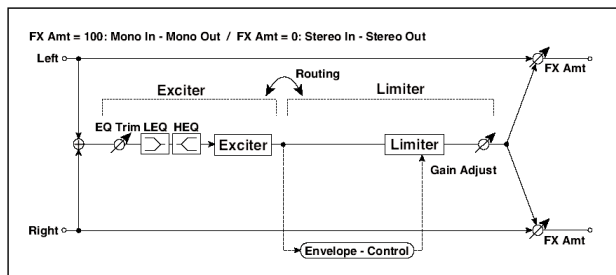 FX Amt = 100: Mono In - Mono Out / FX Amt = 0: Stereo In - Stereo Out
Left
FX Amt
Routing
Exciter
Limiter
EQ Trim LEQ HEQ
Exciter
Limiter
Gain Adjust
Right
FX Amt
Envelope - Control